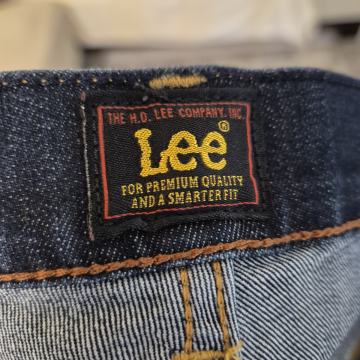 THE H.D. LEE COMPANY, INC.
Lee®
FOR PREMIUM QUALITY
AND A SMARTER FIT